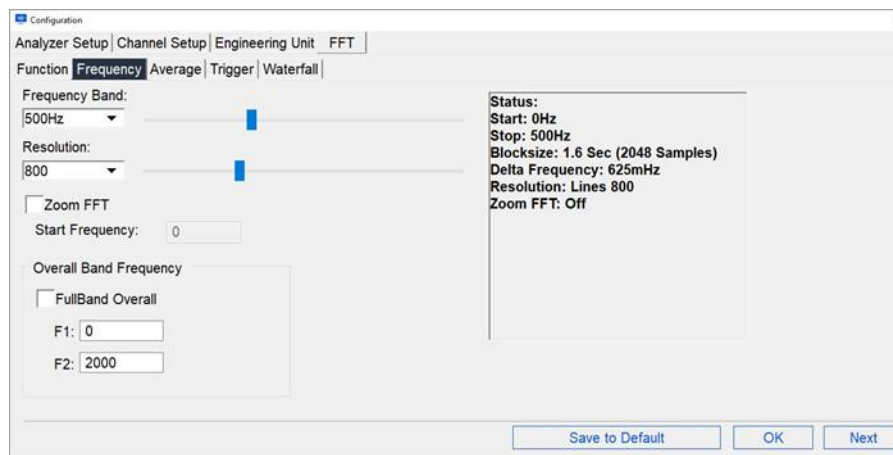 Configuration
Analyzer Setup Channel Setup Engineering Unit FFT
Function Frequency Average Trigger Waterfall
Frequency Band:
500Hz
Resolution:
800
Zoom FFT
Start Frequency: 0
Overall Band Frequency
FullBand Overall
F1: 0
F2: 2000
Status:
Start: 0Hz
Stop: 500Hz
Blocksize: 1.6 Sec (2048 Samples)
Delta Frequency: 625mHz
Resolution: Lines 800
Zoom FFT: Off
Save to Default OK Next